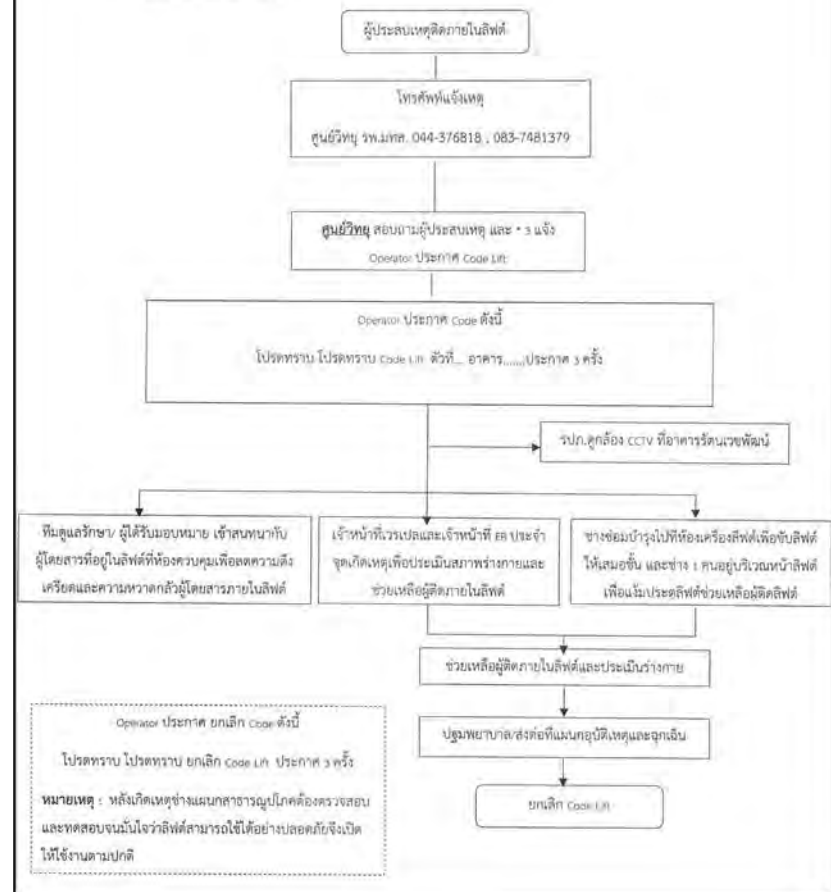 ผู้ประสบเหตุติดภายในลิฟต์
โทรศัพท์แจ้งเหตุ
ศูนย์วิทยุ รพ.มทส. 044-376818 , 083-7481379
ศูนย์วิทยุ สอบถามผู้ประสบเหตุ และ * 3 แจ้ง
Operator ประกาศ Code Lift
Operator ประกาศ Code ดังนี้
โปรดทราบ โปรดทราบ Code Lift ตัวที่... อาคาร.......ประกาศ 3 ครั้ง
รปภ.ดูกล้อง CCTV ที่อาคารรัตนเวชพัฒน์
ทีมดูแลรักษา/ ผู้ได้รับมอบหมาย เข้าสนทนากับ
ผู้โดยสารที่อยู่ในลิฟต์ที่ห้องควบคุมเพื่อลดความตึง
เครียดและความหวาดกลัวผู้โดยสารภายในลิฟต์
เจ้าหน้าที่เวรเปลและเจ้าหน้าที่ ER ประจำ
จุดเกิดเหตุเพื่อประเมินสภาพร่างกายและ
ช่วยเหลือผู้ติดภายในลิฟต์
ช่างซ่อมบำรุงไปที่ห้องเครื่องลิฟต์เพื่อขับลิฟต์
ให้เสมอชั้น และช่าง 1 คนอยู่บริเวณหน้าลิฟต์
เพื่อแง้มประตูลิฟต์ช่วยเหลือผู้ติดลิฟต์
ช่วยเหลือผู้ติดภายในลิฟต์และประเมินร่างกาย
ปฐมพยาบาล/ส่งต่อที่แผนกอุบัติเหตุและฉุกเฉิน
ยกเลิก Code Lift
Operator ประกาศ ยกเลิก Code ดังนี้
โปรดทราบ โปรดทราบ ยกเลิก Code Lift ประกาศ 3 ครั้ง
หมายเหตุ : หลังเกิดเหตุช่างแผนกสาธารณูปโภคต้องตรวจสอบ
และทดสอบจนมั่นใจว่าลิฟต์สามารถใช้ได้อย่างปลอดภัยจึงเปิด
ให้ใช้งานตามปกติ